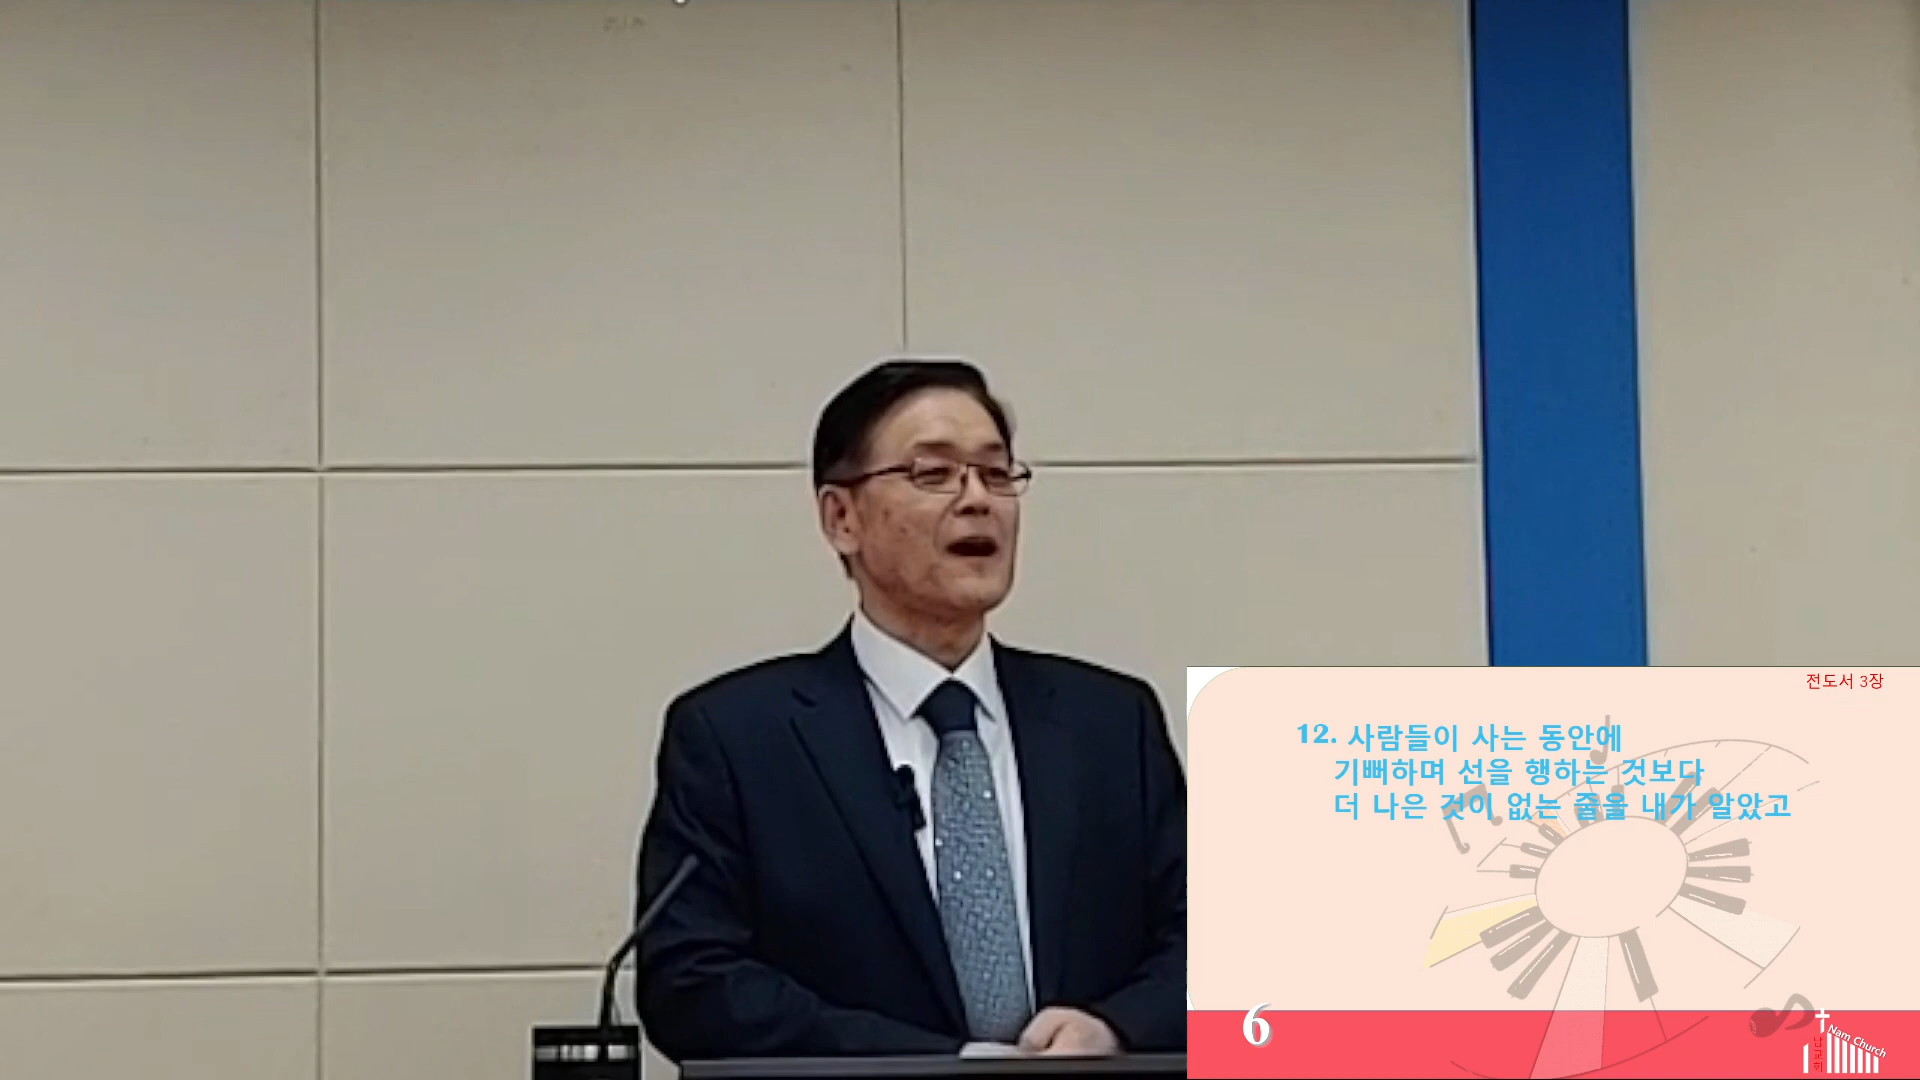 전도서 3장
12. 사람들이 사는 동안에
기뻐하며 선을 행하는 것보다
더 나은 것이 없는 줄을 내가 알았고
6
Nam Church